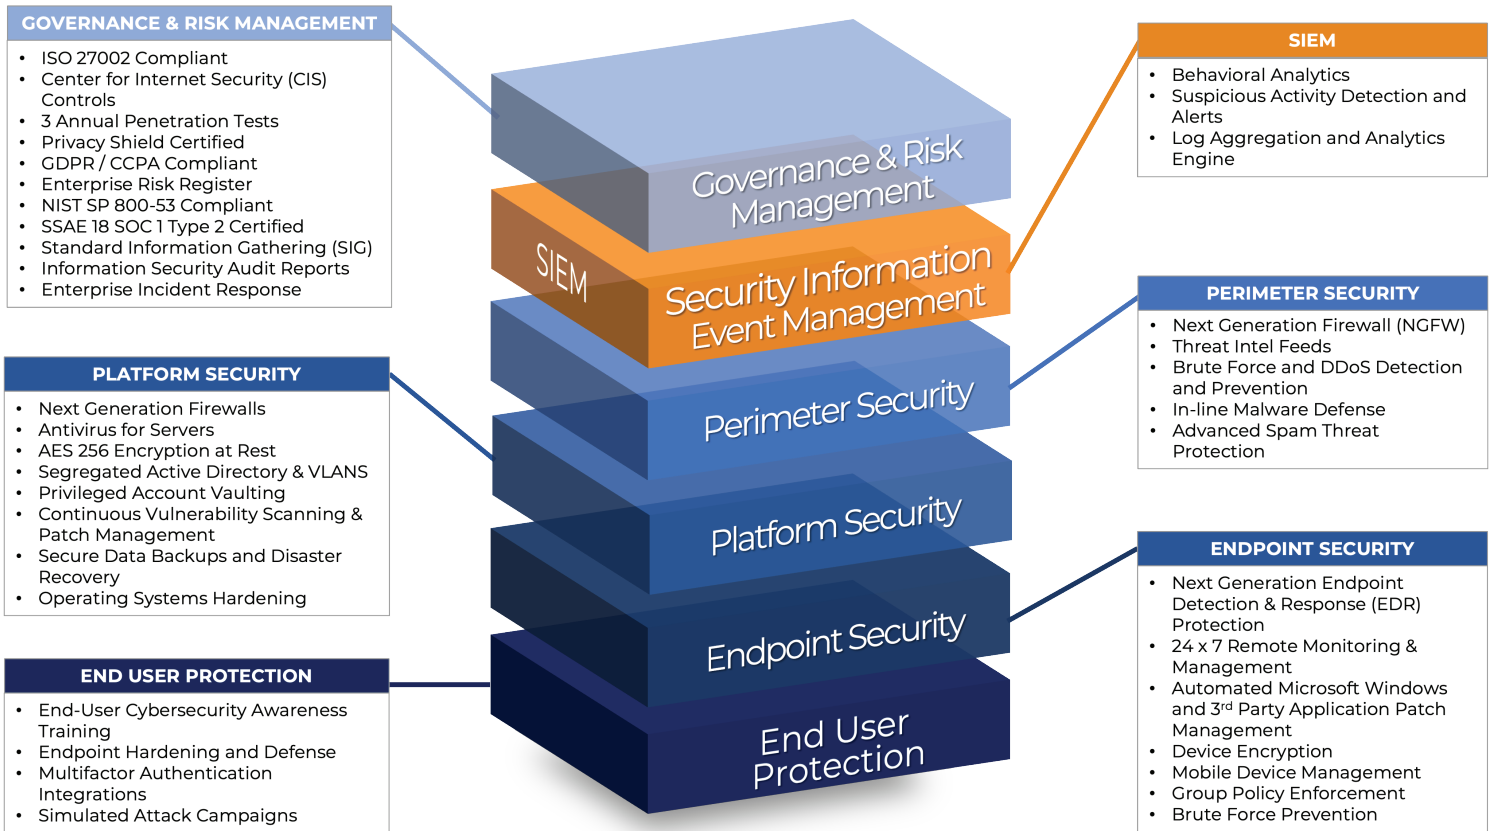 GOVERNANCE & RISK MANAGEMENT
• ISO 27002 Compliant
• Center for Internet Security (CIS)
Controls
• 3 Annual Penetration Tests
• Privacy Shield Certified
• GDPR / CCPA Compliant
• Enterprise Risk Register
• NIST SP 800-53 Compliant
• SSAE 18 SOC 1 Type 2 Certified
• Standard Information Gathering (SIG)
• Information Security Audit Reports
• Enterprise Incident Response
PLATFORM SECURITY
• Next Generation Firewalls
• Antivirus for Servers
• AES 256 Encryption at Rest
• Segregated Active Directory & VLANS
• Privileged Account Vaulting
• Continuous Vulnerability Scanning &
Patch Management
• Secure Data Backups and Disaster
Recovery
• Operating Systems Hardening
END USER PROTECTION
• End-User Cybersecurity Awareness
Training
• Endpoint Hardening and Defense
• Multifactor Authentication
Integrations
• Simulated Attack Campaigns
Governance & Risk
Management
SIEM
Security Information
Event Management
Perimeter Security
Platform Security
Endpoint Security
End User
Protection
SIEM
• Behavioral Analytics
• Suspicious Activity Detection and
Alerts
• Log Aggregation and Analytics
Engine
PERIMETER SECURITY
• Next Generation Firewall (NGFW)
• Threat Intel Feeds
• Brute Force and DDoS Detection
and Prevention
• In-line Malware Defense
• Advanced Spam Threat
Protection
ENDPOINT SECURITY
• Next Generation Endpoint
Detection & Response (EDR)
Protection
• 24 x 7 Remote Monitoring &
Management
• Automated Microsoft Windows
and 3rd Party Application Patch
Management
• Device Encryption
• Mobile Device Management
• Group Policy Enforcement
• Brute Force Prevention